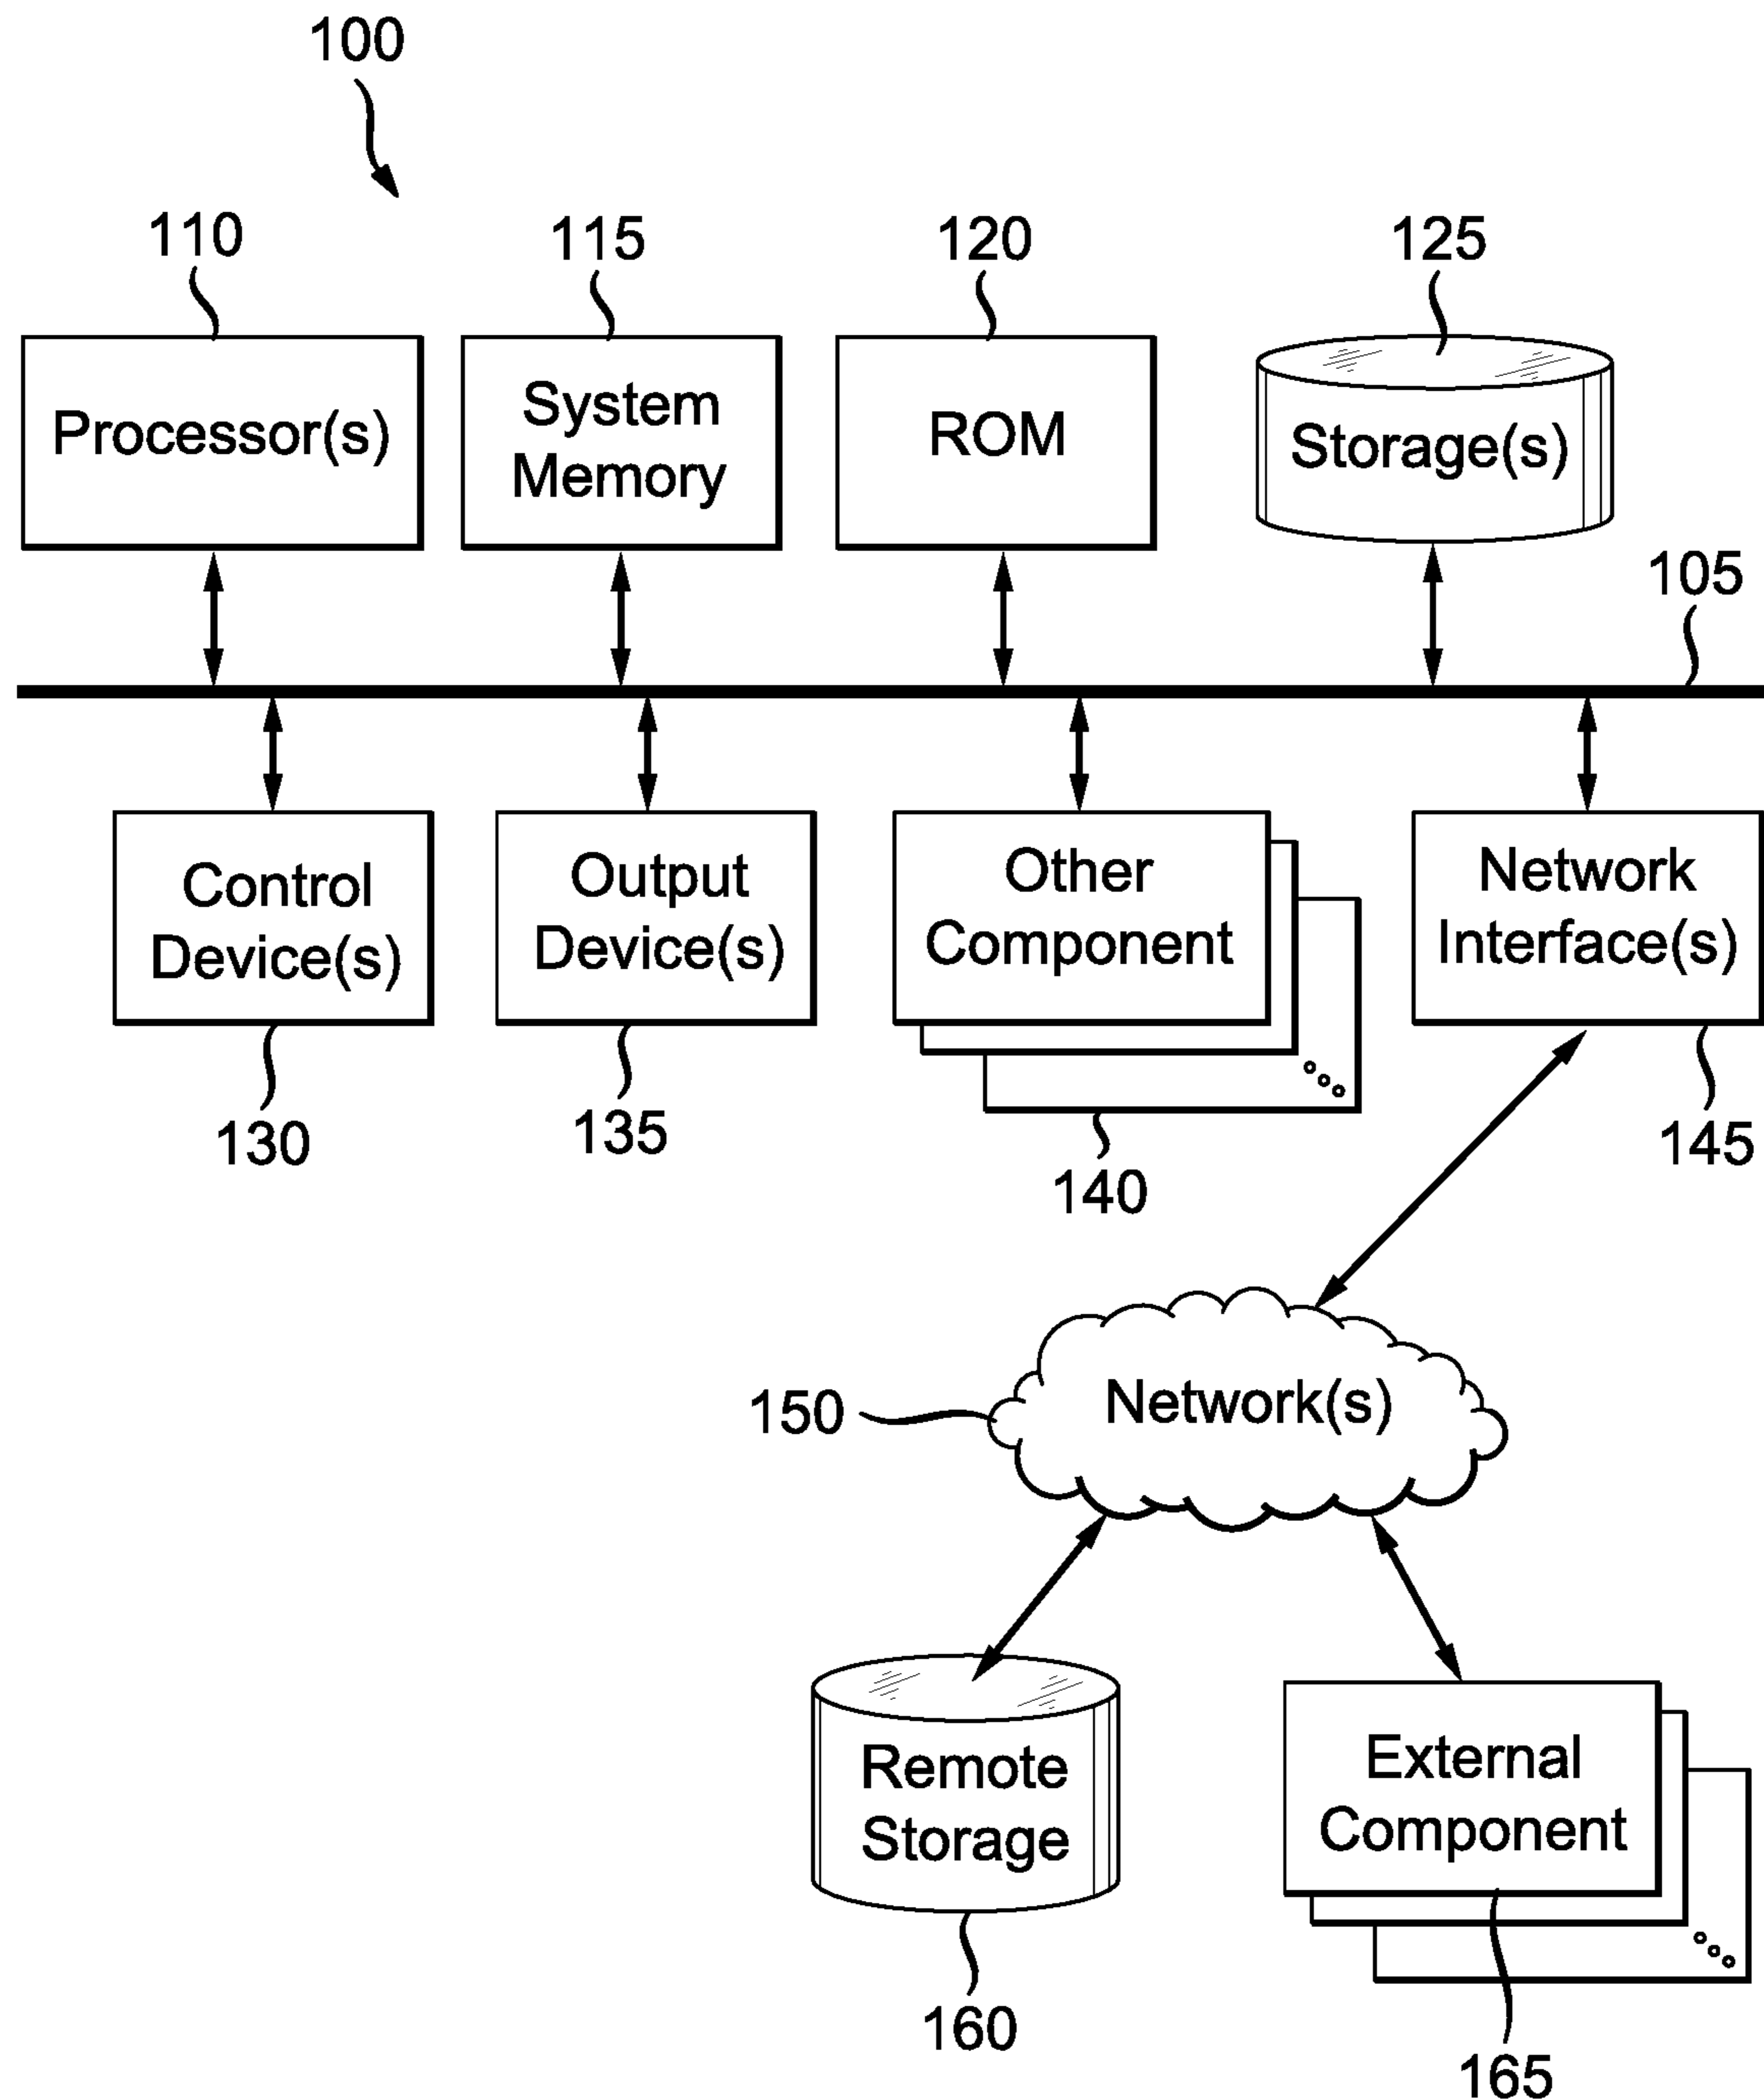 100
110
115
120
125
Processor(s)
System
Memory
ROM
Storage(s)
105
Control
Device(s)
Output
Device(s)
Other
Component
Network
Interface(s)
130
135
140
145
150
Network(s)
Remote
Storage
External
Component
160
165